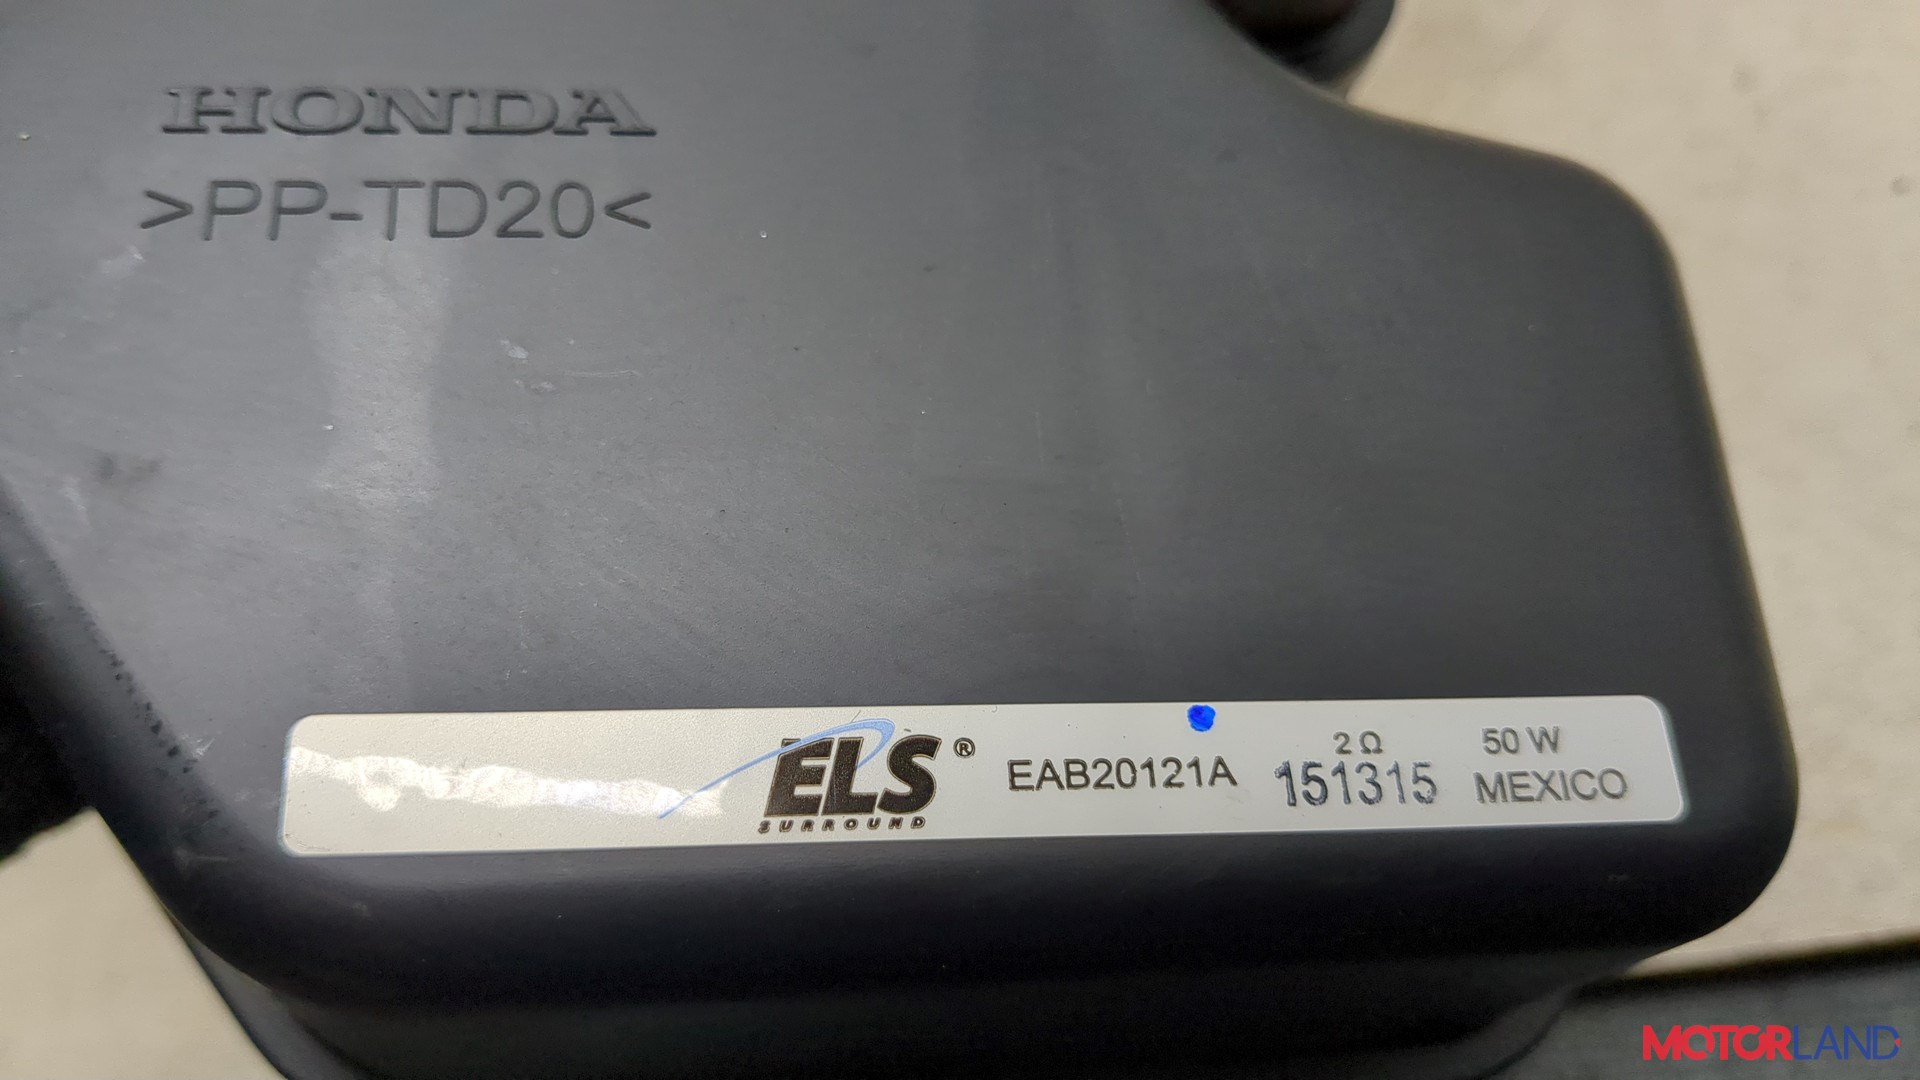 HONDA
>PP-TD20<
ELS® EAB20121A 2 Ω 50 W
SURROUND 151315 MEXICO
MOTORLAND